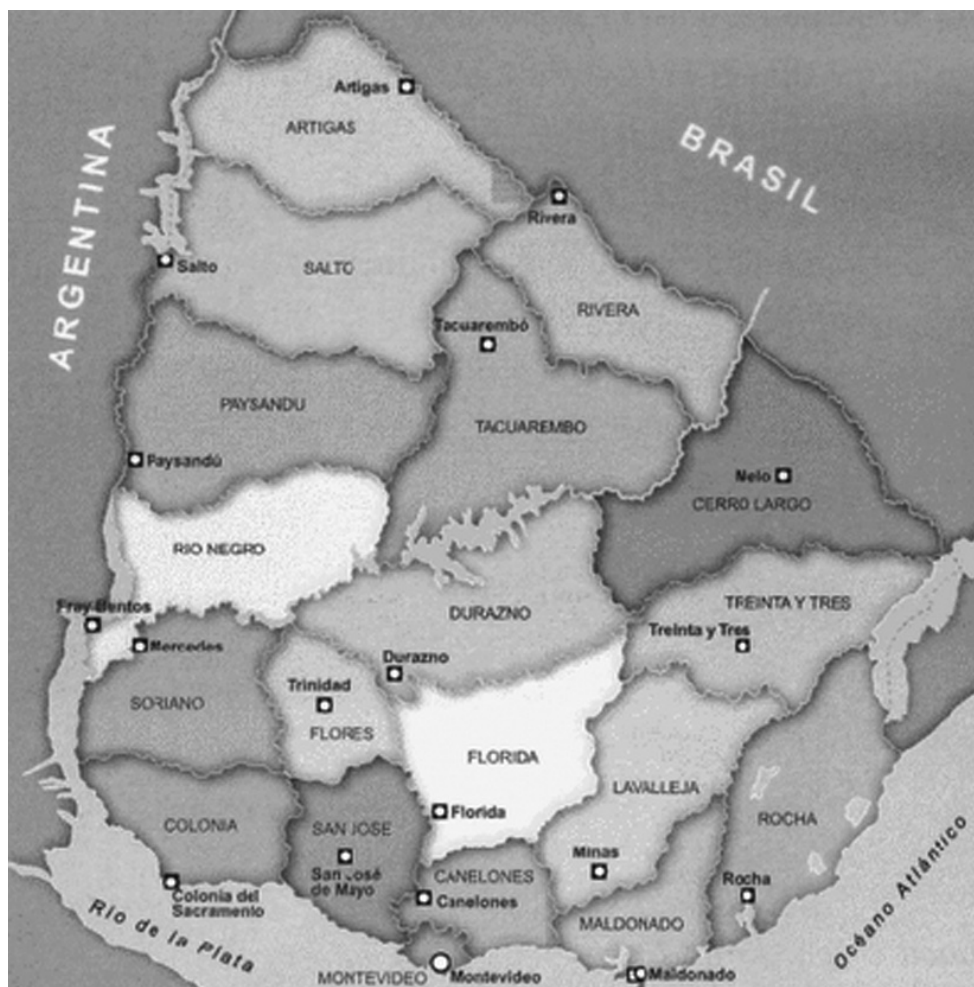 Artigas
ARTIGAS
BRASIL
ARGENTINA
Rivera
Salto
SALTO
RIVERA
Tacuarembó
PAYSANDU
TACUAREMBO
Paysandú
Nelo
CERRO LARGO
RIO NEGRO
Fray Bentos
DURAZNO
TREINTA Y TRES
Treinta y Tres
Mercedes
Durazno
Trinidad
SORIANO
FLORES
FLORIDA
LAVALLEJA
Florida
COLONIA
SAN JOSE
ROCHA
Minas
San José
de Mayo
CANELONES
Rocha
Colonia del
Sacramento
Canelones
MALDONADO
Río de la Plata
Océano Atlántico
MONTEVIDEO
Montevideo
Maldonado